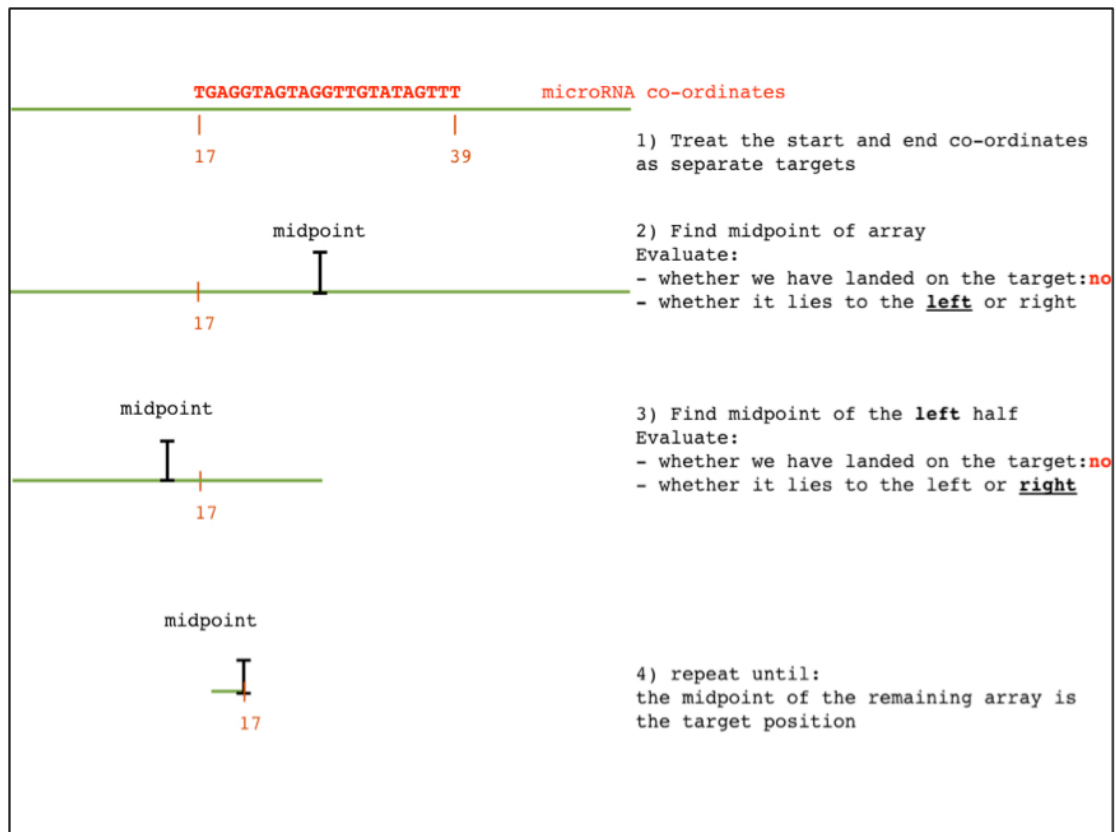 TGAGGTAGTAGGTTGTATAGTTT microRNA co-ordinates
17
39
1) Treat the start and end co-ordinates
as separate targets
midpoint
17
2) Find midpoint of array
Evaluate:
- whether we have landed on the target:no
- whether it lies to the left or right
midpoint
17
3) Find midpoint of the left half
Evaluate:
- whether we have landed on the target:no
- whether it lies to the left or right
midpoint
17
4) repeat until:
the midpoint of the remaining array is
the target position